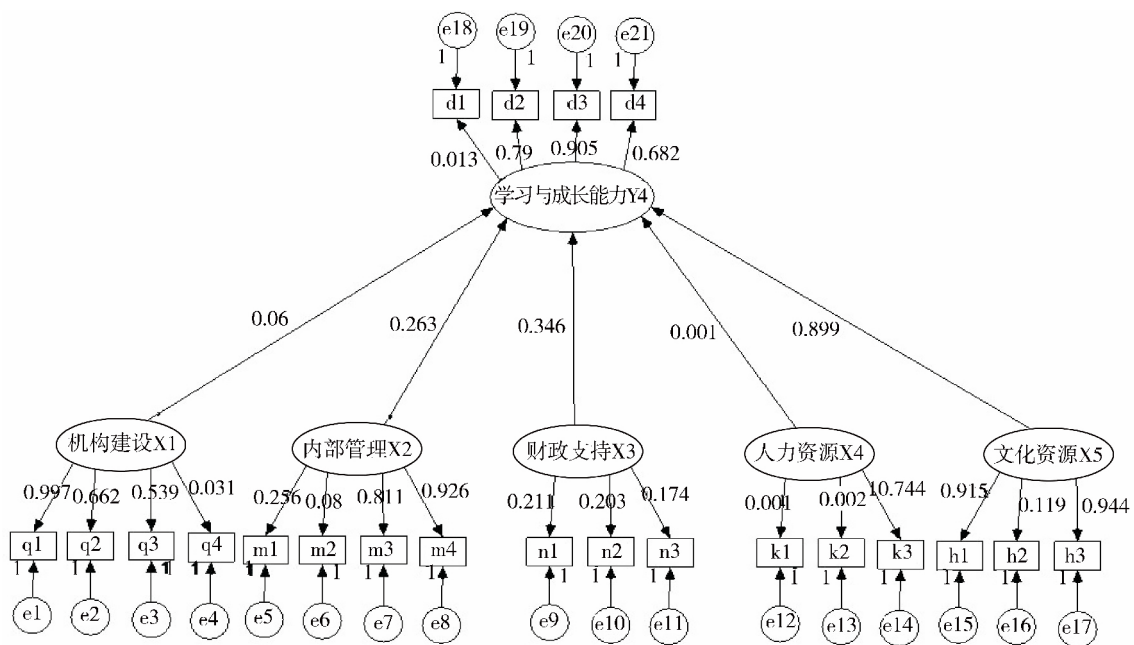 e18 e19 e20 e21
1 1 1 1
d1 d2 d3 d4
0.013 0.79 0.905 0.682
学习与成长能力Y4
0.06 0.263 0.346 0.001 0.899
机构建设X1 内部管理X2 财政支持X3 人力资源X4 文化资源X5
0.997 0.662 0.539 0.031 0.256 0.08 0.811 0.926 0.211 0.203 0.174 0.001 0.002 10.744 0.915 0.119 0.944
q1 q2 q3 q4 m1 m2 m3 m4 n1 n2 n3 k1 k2 k3 h1 h2 h3
1 1 1 1 1 1 1 1 1 1 1 1 1 1 1 1 1
e1 e2 e3 e4 e5 e6 e7 e8 e9 e10 e11 e12 e13 e14 e15 e16 e17